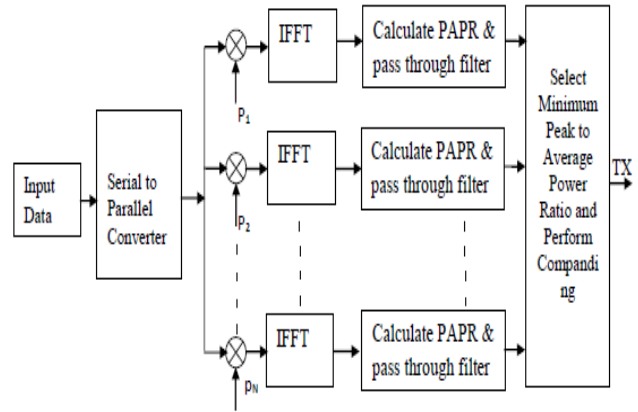 Input
Data
Serial to
Parallel
Converter
P1
P2
pN
IFFT
IFFT
IFFT
Calculate PAPR &
pass through filter
Calculate PAPR &
pass through filter
Calculate PAPR &
pass through filter
Select
Minimum
Peak to
Average
Power
Ratio and
Perform
Compandi
ng
TX